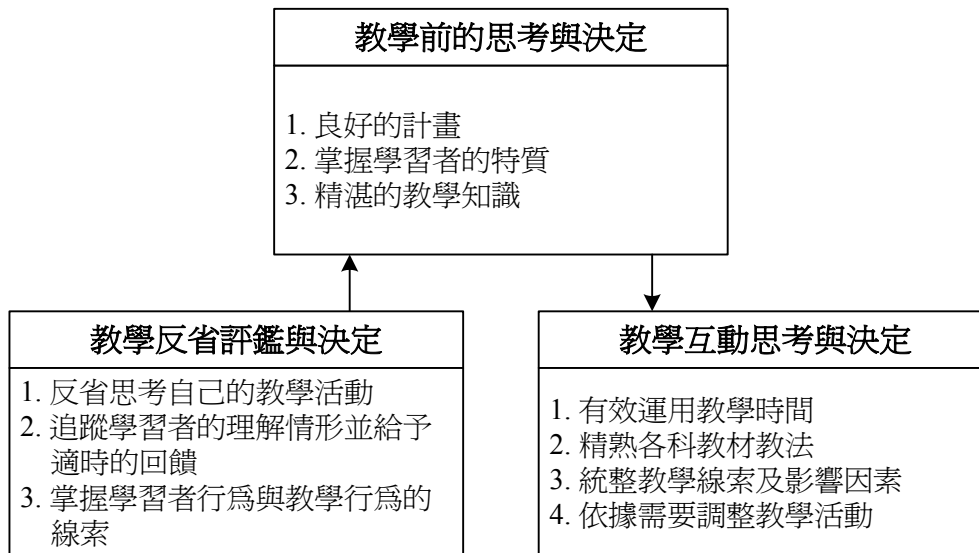 教學前的思考與決定
1. 良好的計畫
2. 掌握學習者的特質
3. 精湛的教學知識
教學反省評鑑與決定
1. 反省思考自己的教學活動
2. 追蹤學習者的理解情形並給予
適時的回饋
3. 掌握學習者行為與教學行為的
線索
教學互動思考與決定
1. 有效運用教學時間
2. 精熟各科教材教法
3. 統整教學線索及影響因素
4. 依據需要調整教學活動